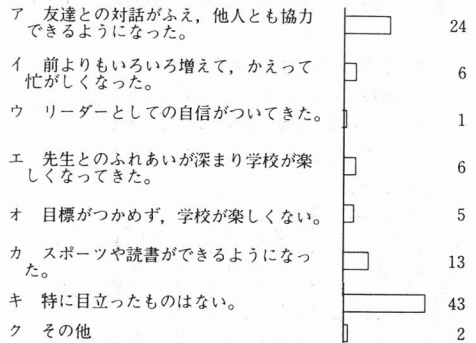 ア 友達との対話がふえ，他人とも協力
できるようになった。
24
イ 前よりもいろいろ増えて，かえって
忙がしくなった。
6
ウ リーダーとしての自信がついてきた。
1
エ 先生とのふれあいが深まり学校が楽
しくなってきた。
6
オ 目標がつかめず，学校が楽しくない。
5
カ スポーツや読書ができるようになっ
た。
13
キ 特に目立ったものはない。
43
ク その他
2